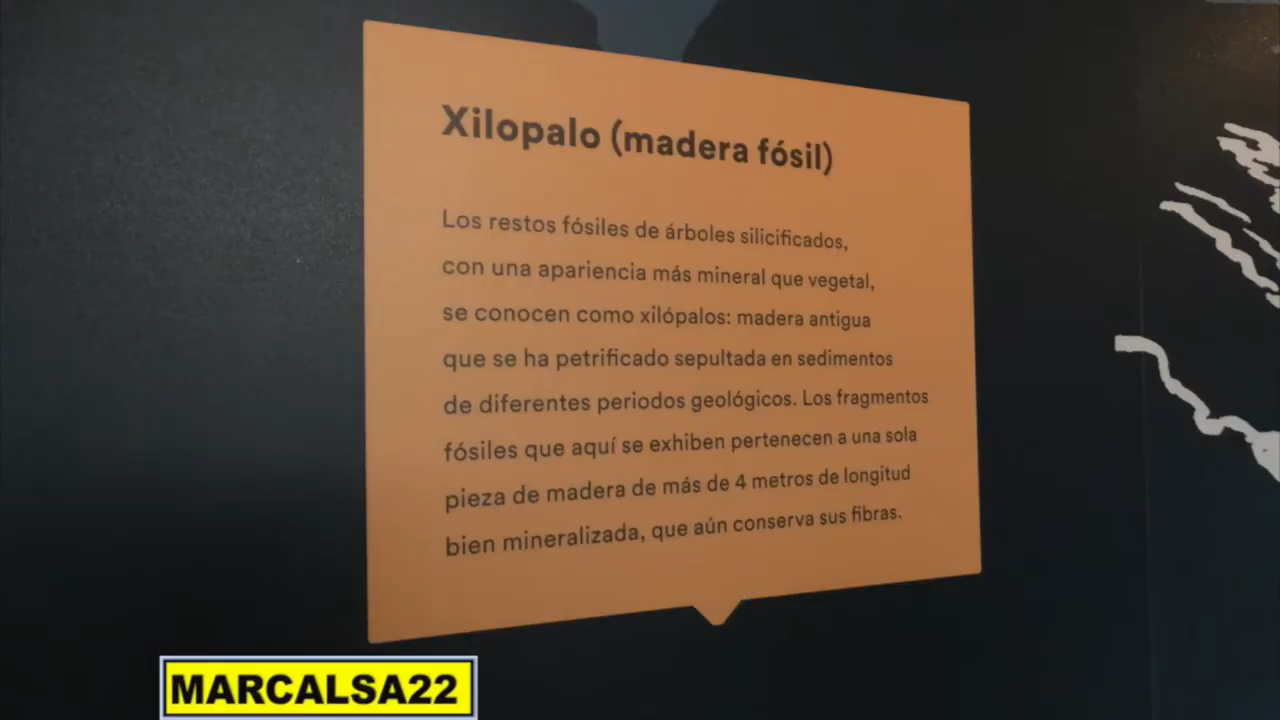 Xilopalo (madera fósil)
Los restos fósiles de árboles silicificados,
con una apariencia más mineral que vegetal,
se conocen como xilópalos: madera antigua
que se ha petrificado sepultada en sedimentos
de diferentes periodos geológicos. Los fragmentos
fósiles que aquí se exhiben pertenecen a una sola
pieza de madera de más de 4 metros de longitud
bien mineralizada, que aún conserva sus fibras.
MARCALSA22